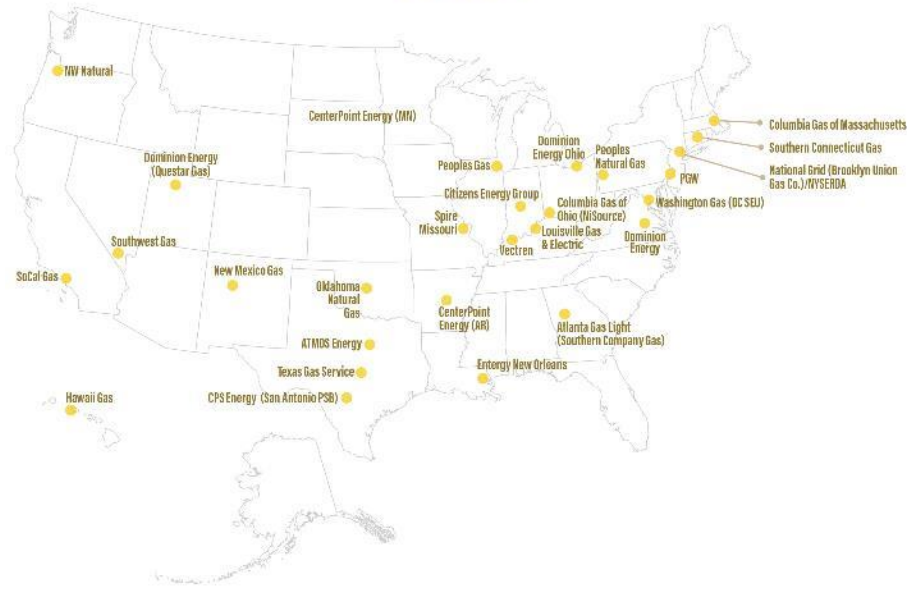 NW Natural
CenterPoint Energy (MN)
Columbia Gas of Massachusetts
Southern Connecticut Gas
National Grid (Brooklyn Union
Gas Co.)/NYSERDA
Dominion
Energy Ohio
Peoples
Natural Gas
Peoples Gas
PGW
Dominion Energy
(Questar Gas)
Citizens Energy Group
Columbia Gas of
Ohio (NiSource)
Washington Gas (DC SEU)
Spire
Missouri
Louisville Gas
& Electric
Vectren
Dominion
Energy
Southwest Gas
SoCal Gas
New Mexico Gas
Oklahoma
Natural
Gas
CenterPoint
Energy (AR)
Atlanta Gas Light
(Southern Company Gas)
ATMOS Energy
Texas Gas Service
Entergy New Orleans
CPS Energy (San Antonio PSB)
Hawaii Gas